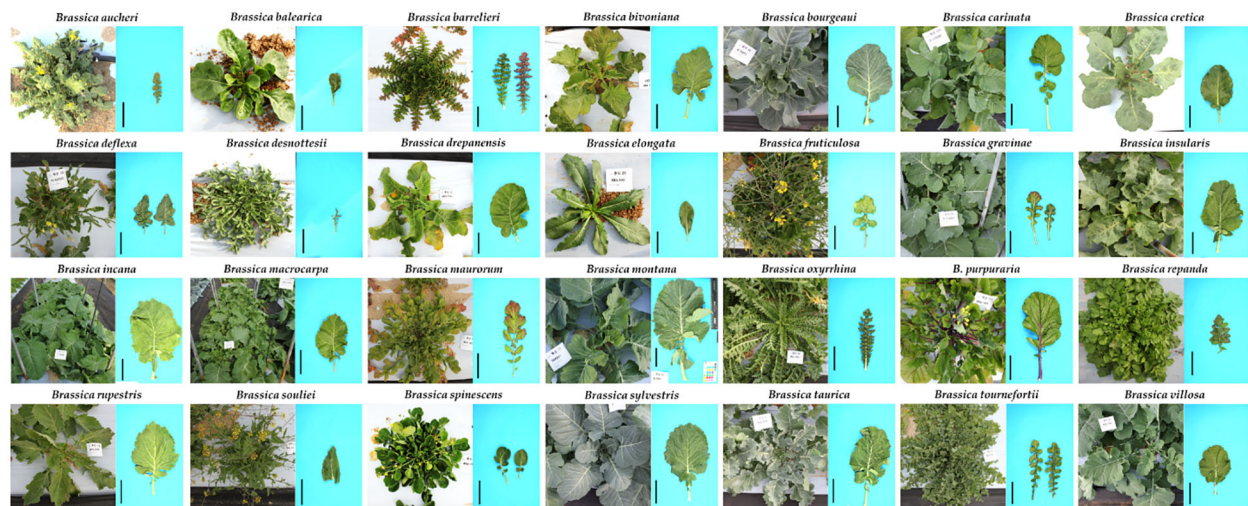 Brassica aucheri
Brassica balearica
Brassica barrelieri
Brassica bivoniana
Brassica bourgeaui
Brassica carinata
Brassica cretica
Brassica deflexa
Brassica desnottesii
Brassica drepanensis
Brassica elongata
Brassica fruticulosa
Brassica gravinae
Brassica insularis
Brassica incana
Brassica macrocarpa
Brassica maurorum
Brassica montana
Brassica oxyrrhina
B. purpuraria
Brassica repanda
Brassica rupestris
Brassica souliei
Brassica spinescens
Brassica sylvestris
Brassica taurica
Brassica tournefortii
Brassica villosa